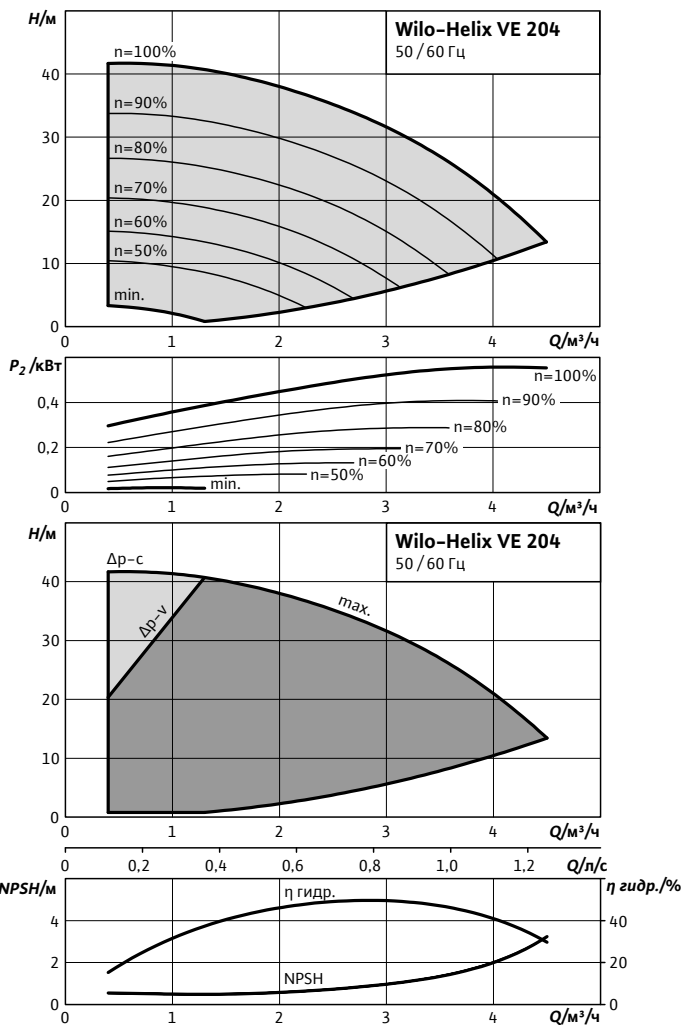 H/м
Wilo-Helix VE 204
50 / 60 Гц
n=100%
40
n=90%
30
n=80%
n=70%
20
n=60%
n=50%
10
min.
0
0 1 2 3 4 Q/м³/ч
P₂ /кВт
n=100%
0,4
n=90%
n=80%
0,2
n=70%
n=60%
n=50%
min.
0
0 1 2 3 4 Q/м³/ч
H/м
Wilo-Helix VE 204
50 / 60 Гц
Δp-c
40
max.
Δp-v
30
20
10
0
0 1 2 3 4 Q/м³/ч
0 0,2 0,4 0,6 0,8 1,0 1,2 Q/л/с
NPSH/м
η гидр.
η гидр./%
4
40
2
20
NPSH
0
0
0 1 2 3 4 Q/м³/ч